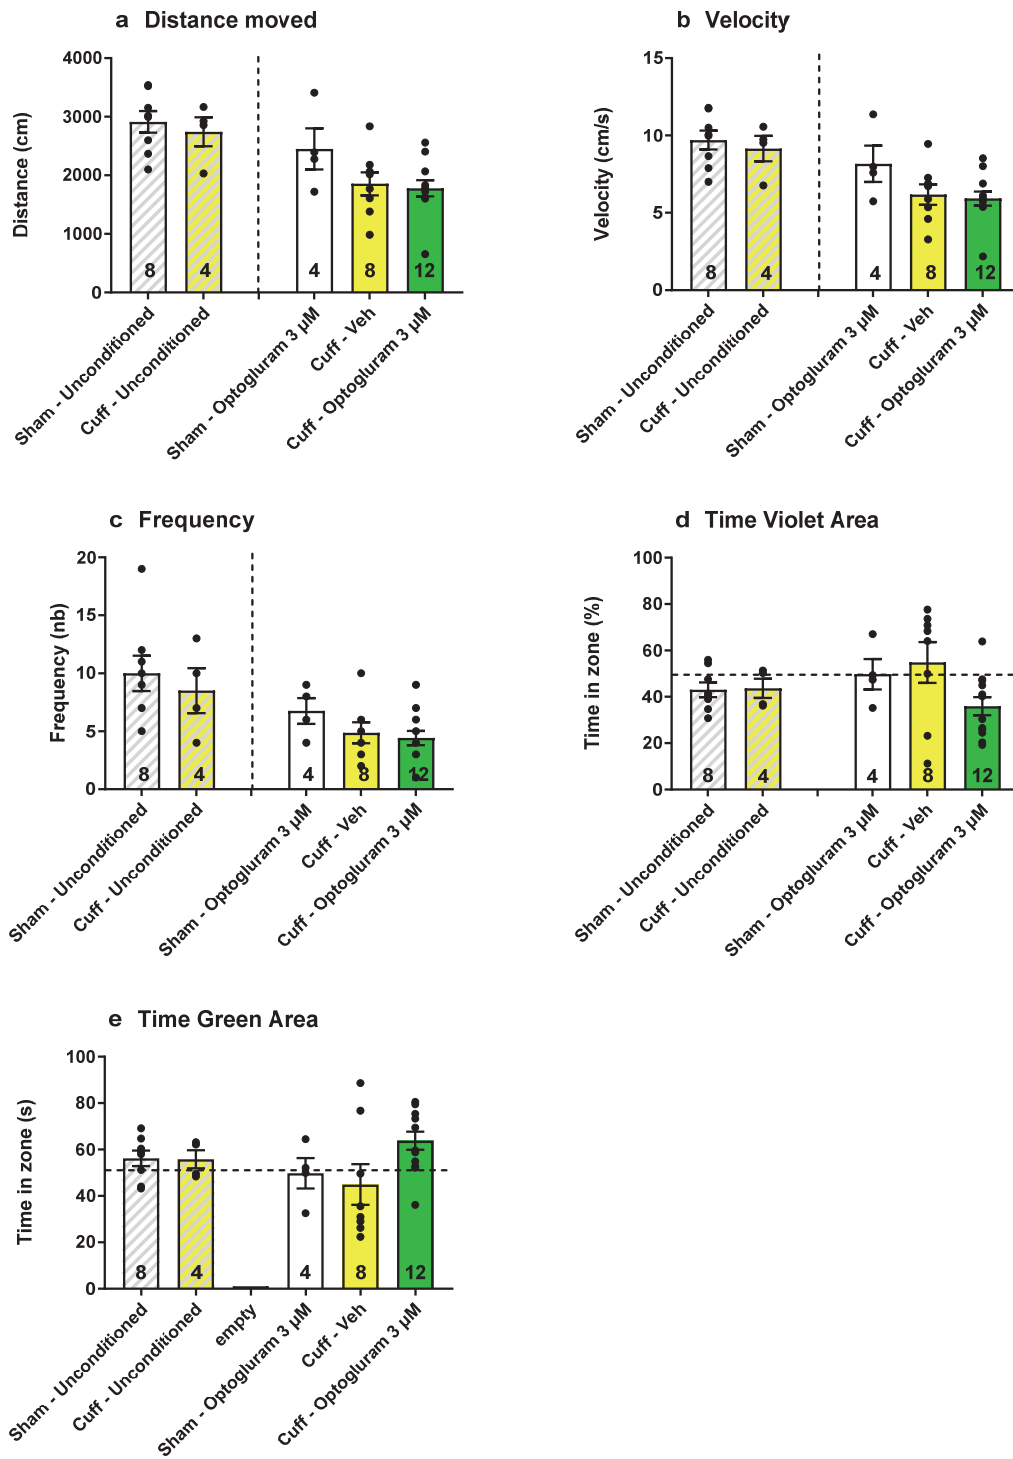 a Distance moved
Distance (cm)
4000
3000
2000
1000
0
8
4
4
8
12
Sham - Unconditioned
Cuff - Unconditioned
Sham - Optogluram 3 µM
Cuff - Veh
Cuff - Optogluram 3 µM
b Velocity
Velocity (cm/s)
15
10
5
0
8
4
4
8
12
Sham - Unconditioned
Cuff - Unconditioned
Sham - Optogluram 3 µM
Cuff - Veh
Cuff - Optogluram 3 µM
c Frequency
Frequency (nb)
20
15
10
5
0
8
4
4
8
12
Sham - Unconditioned
Cuff - Unconditioned
Sham - Optogluram 3 µM
Cuff - Veh
Cuff - Optogluram 3 µM
d Time Violet Area
Time in zone (%)
100
80
60
40
20
0
8
4
4
8
12
Sham - Unconditioned
Cuff - Unconditioned
Sham - Optogluram 3 µM
Cuff - Veh
Cuff - Optogluram 3 µM
e Time Green Area
Time in zone (s)
100
80
60
40
20
0
8
4
4
8
12
Sham - Unconditioned
Cuff - Unconditioned
empty
Sham - Optogluram 3 µM
Cuff - Veh
Cuff - Optogluram 3 µM